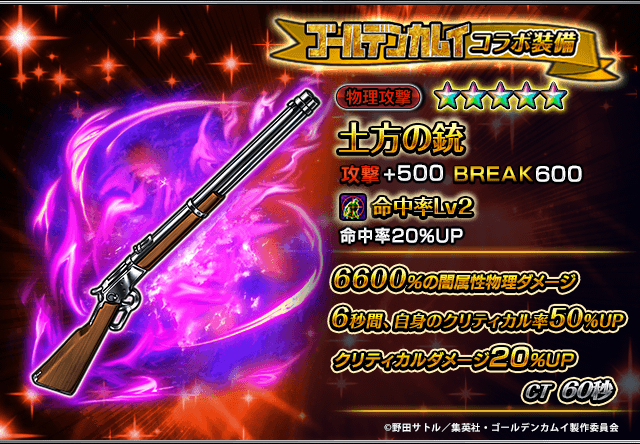 ゴールデンカムイコラボ装備
物理攻撃
土方の銃
攻撃+500 BREAK600
命中率Lv2
命中率20%UP
6600%の闇属性物理ダメージ
6秒間、自身のクリティカル率50%UP
クリティカルダメージ20%UP
CT 60秒
©野田サトル／集英社・ゴールデンカムイ製作委員会